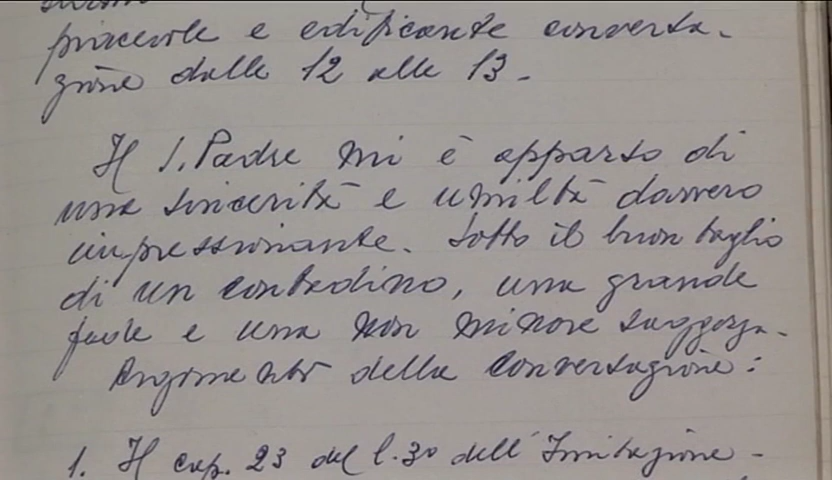 piacevole e edificante conversa-
zione dalle 12 alle 13.
Il S. Padre mi è apparso di
una sincerità e umiltà davvero
impressionante. Sotto il buon taglio
di un contadino, una grande
fede e una non minore saggezza.
Argomenti della conversazione:
1. Il cap. 23 del l. 3º dell'Imitazione -